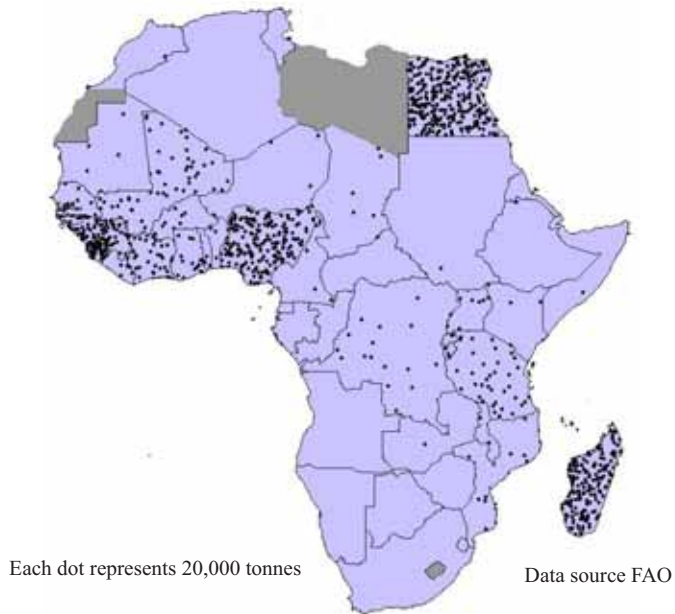 Each dot represents 20,000 tonnes
Data source FAO